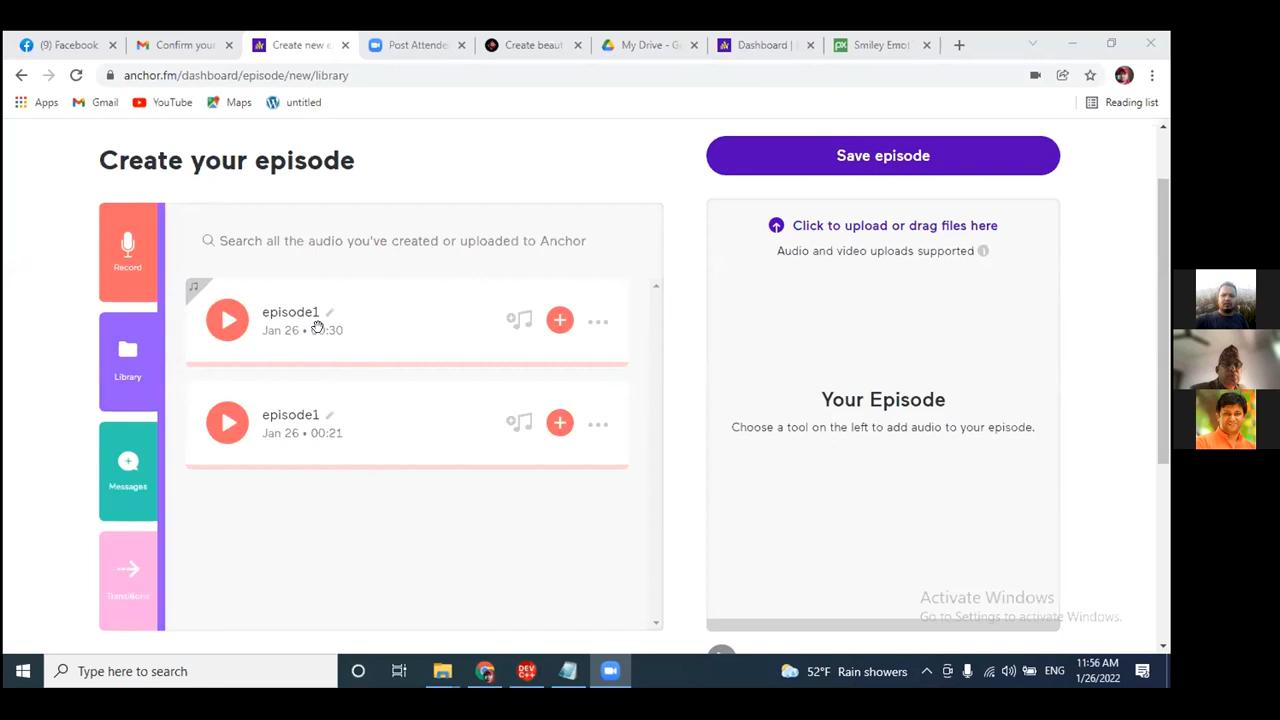 (9) Facebook
Confirm your
Create new e
Post Attende
Create beaut
My Drive - G
Dashboard |
Smiley Emot
anchor.fm/dashboard/episode/new/library
Apps
Gmail
YouTube
Maps
untitled
Reading list
Create your episode
Save episode
Record
Library
Messages
Transitions
Search all the audio you've created or uploaded to Anchor
episode1
Jan 26 • 00:30
episode1
Jan 26 • 00:21
Click to upload or drag files here
Audio and video uploads supported
Your Episode
Choose a tool on the left to add audio to your episode.
Activate Windows
Go to Settings to activate Windows.
Type here to search
DEV C++
52°F Rain showers
ENG
11:56 AM
1/26/2022